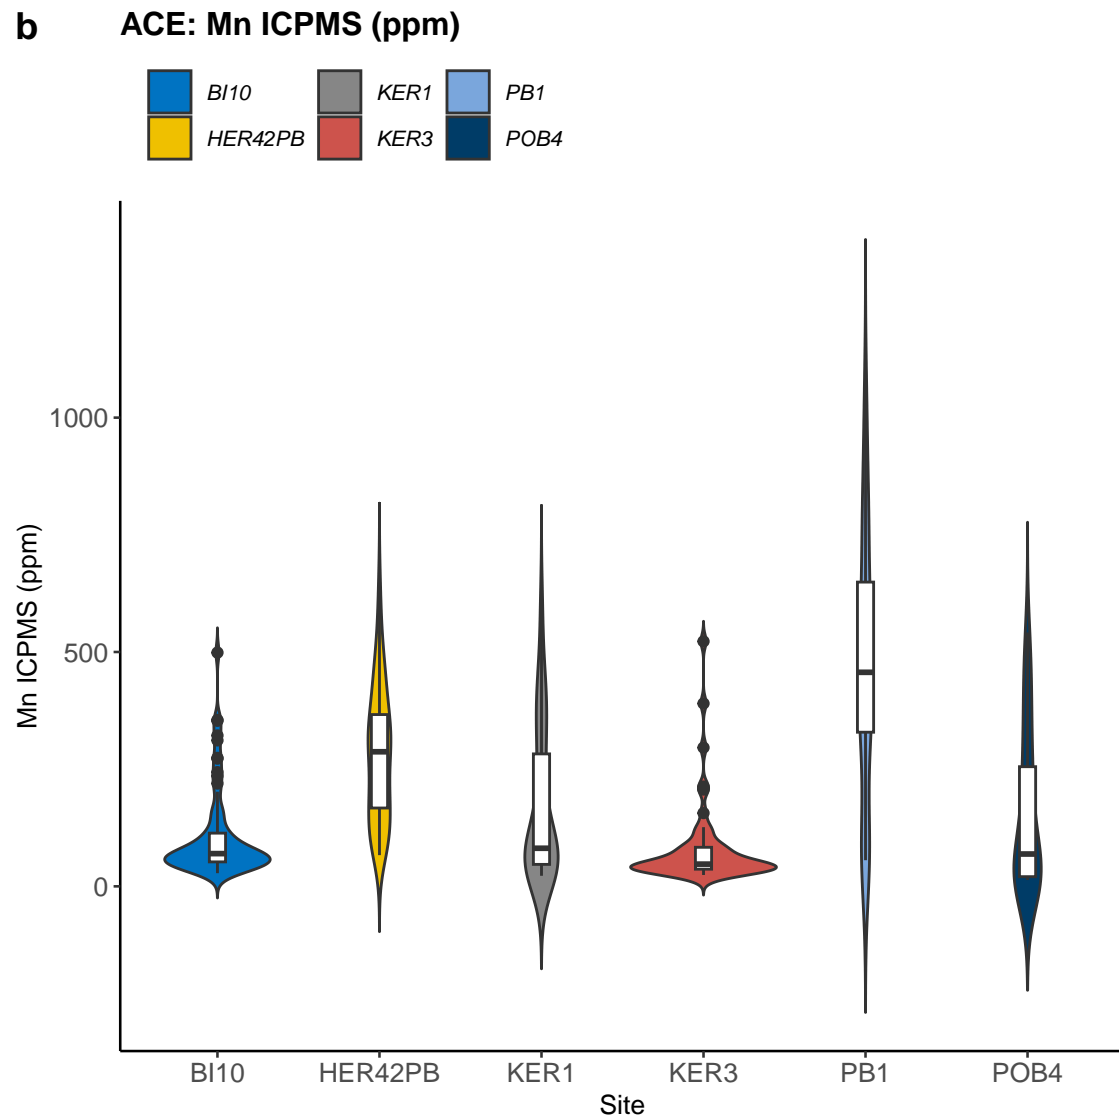 b ACE: Mn ICPMS (ppm)
BI10 KER1 PB1
HER42PB KER3 POB4
1000
500
0
Mn ICPMS (ppm)
BI10 HER42PB KER1 KER3 PB1 POB4
Site